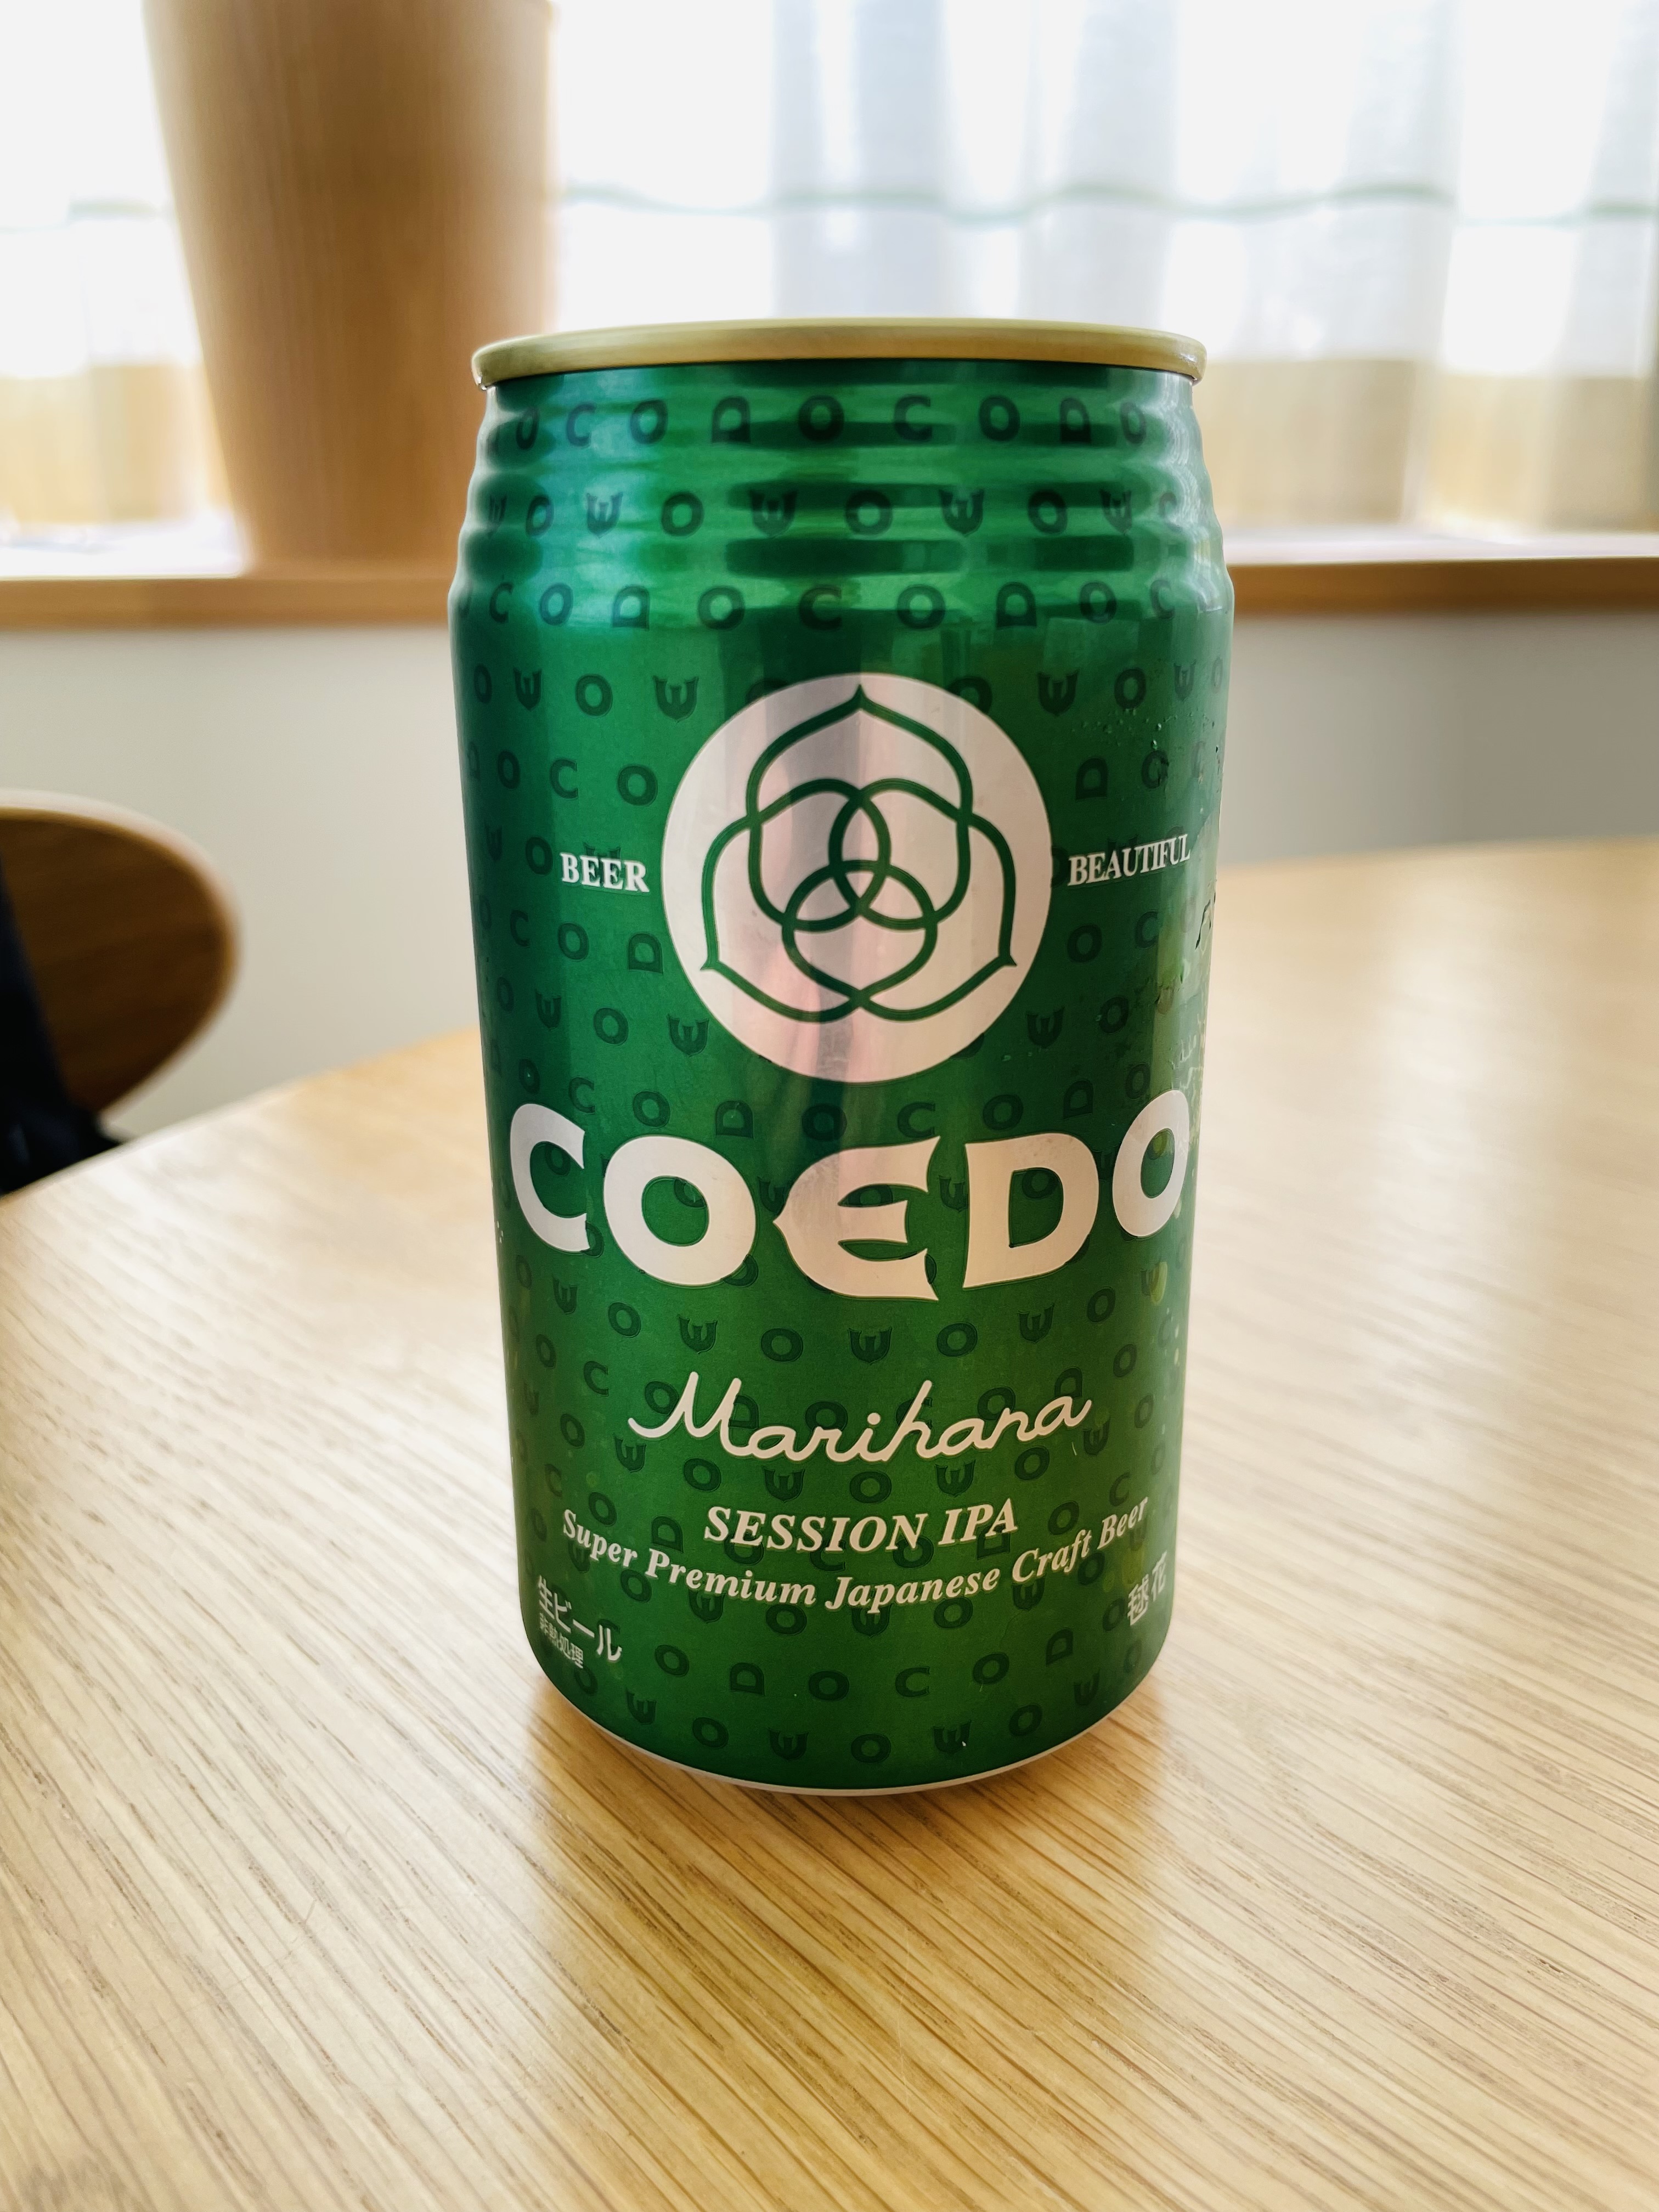 BEER
BEAUTIFUL
COEDO
Marihana
SESSION IPA
Super Premium Japanese Craft Beer
生ビール
非熱処理
毬花